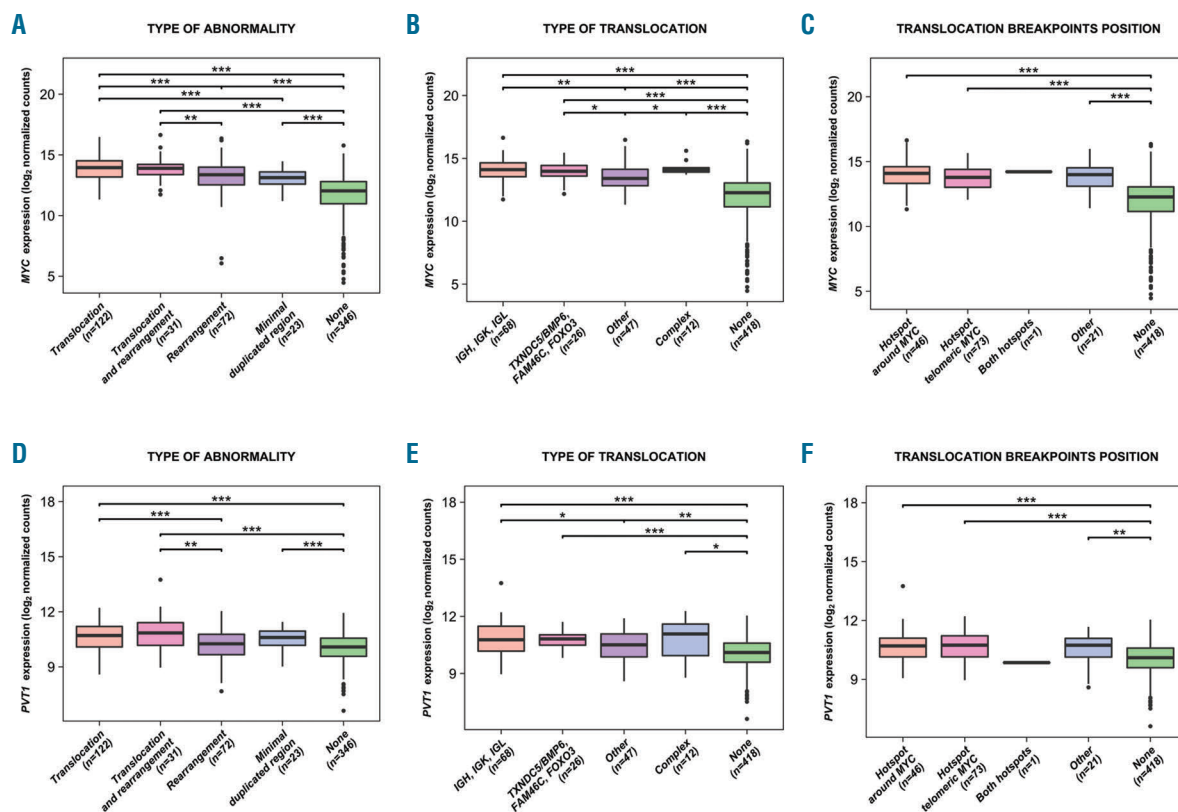 A
TYPE OF ABNORMALITY
MYC expression (log2 normalized counts)
20
15
10
5
***
***
***
***
***
**
***
Translocation
(n=122)
Translocation
and rearrangement
(n=31)
Rearrangement
(n=72)
Minimal
duplicated region
(n=23)
None
(n=346)
B
TYPE OF TRANSLOCATION
MYC expression (log2 normalized counts)
20
15
10
5
***
**
***
***
*
*
***
IGH, IGK, IGL
(n=68)
TXNDC5/BMP6,
FAM46C, FOXO3
(n=26)
Other
(n=47)
Complex
(n=12)
None
(n=418)
C
TRANSLOCATION BREAKPOINTS POSITION
MYC expression (log2 normalized counts)
20
15
10
5
***
***
***
Hotspot
around MYC
(n=46)
Hotspot
telomeric MYC
(n=73)
Both hotspots
(n=1)
Other
(n=21)
None
(n=418)
D
TYPE OF ABNORMALITY
PVT1 expression (log2 normalized counts)
18
15
12
9
***
***
***
**
***
Translocation
(n=122)
Translocation
and rearrangement
(n=31)
Rearrangement
(n=72)
Minimal
duplicated region
(n=23)
None
(n=346)
E
TYPE OF TRANSLOCATION
PVT1 expression (log2 normalized counts)
18
15
12
9
***
*
**
***
*
IGH, IGK, IGL
(n=68)
TXNDC5/BMP6,
FAM46C, FOXO3
(n=26)
Other
(n=47)
Complex
(n=12)
None
(n=418)
F
TRANSLOCATION BREAKPOINTS POSITION
PVT1 expression (log2 normalized counts)
18
15
12
9
***
***
**
Hotspot
around MYC
(n=46)
Hotspot
telomeric MYC
(n=73)
Both hotspots
(n=1)
Other
(n=21)
None
(n=418)